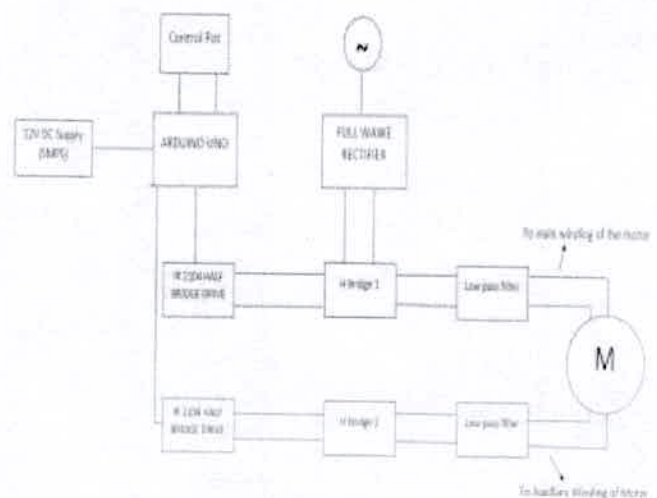 Control Pot
~
12V DC Supply
(SMPS)
ARDUINO UNO
FULL WAWE
RECTIFIER
To main winding of the motor
IR 2104 HALF
BRIDGE DRIVE
H Bridge 1
Low pass filter
M
IR 2104 HALF
BRIDGE DRIVE
H Bridge 2
Low pass filter
To Auxiliary Winding of Motor